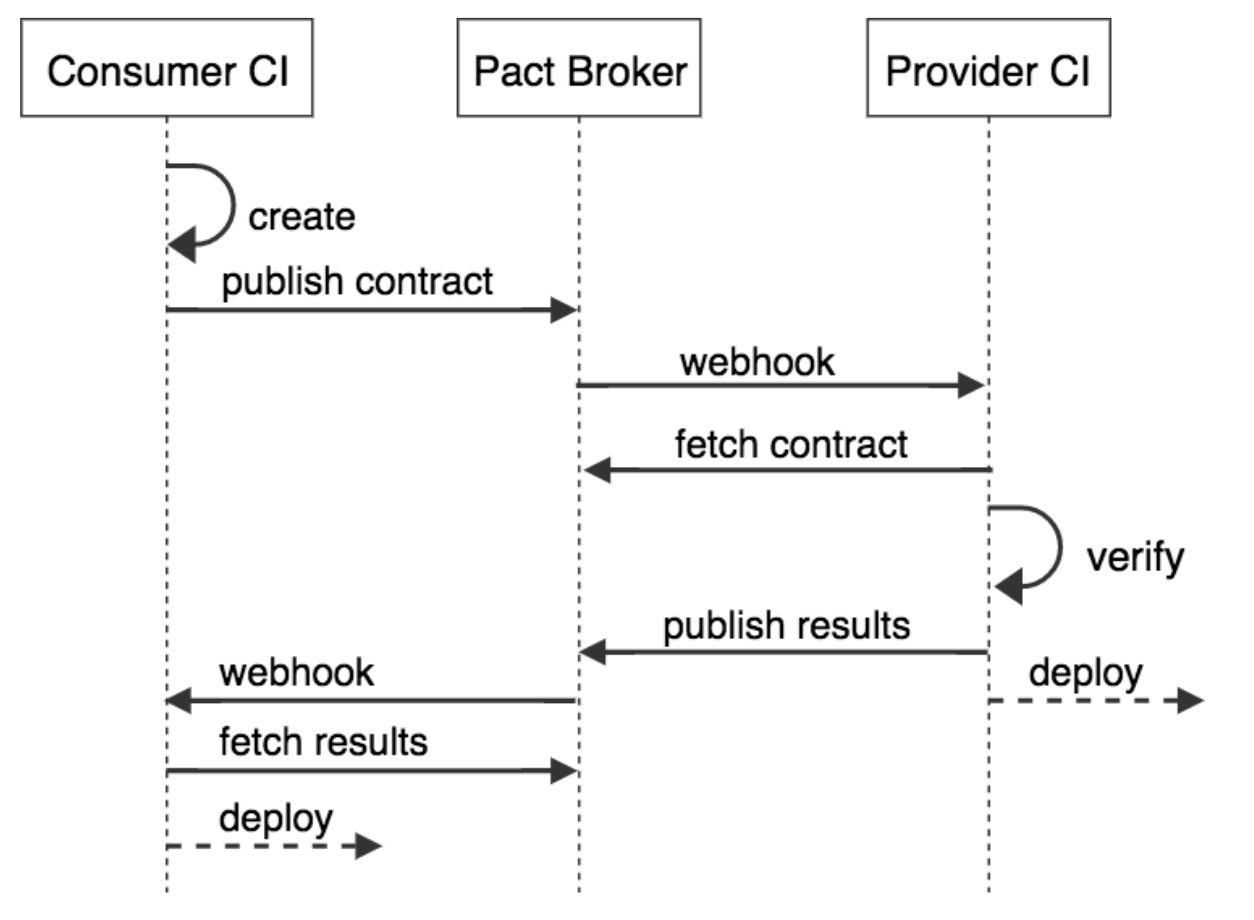 Consumer CI
Pact Broker
Provider CI
create
publish contract
webhook
fetch contract
verify
publish results
webhook
deploy
fetch results
deploy